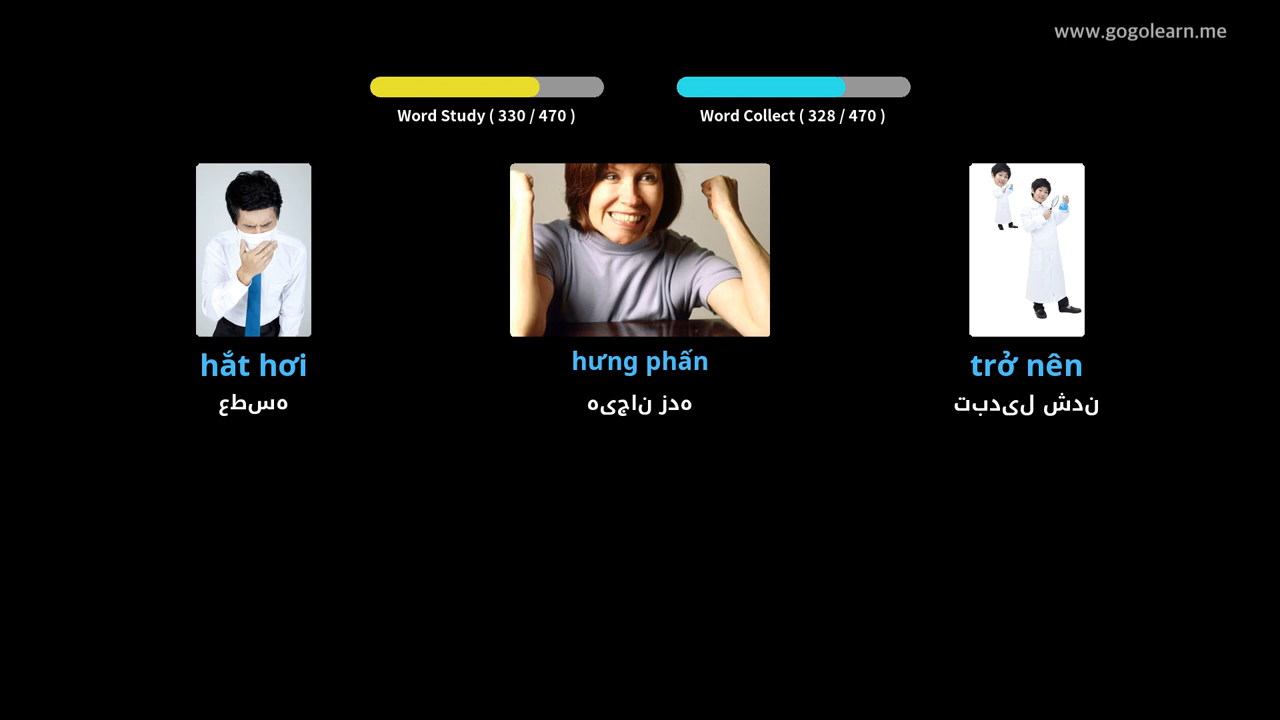 www.gogolearn.me
Word Study ( 330 / 470 )
Word Collect ( 328 / 470 )
hắt hơi
hưng phấn
trở nên
عطسه
هیجان زده
تبدیل شدن